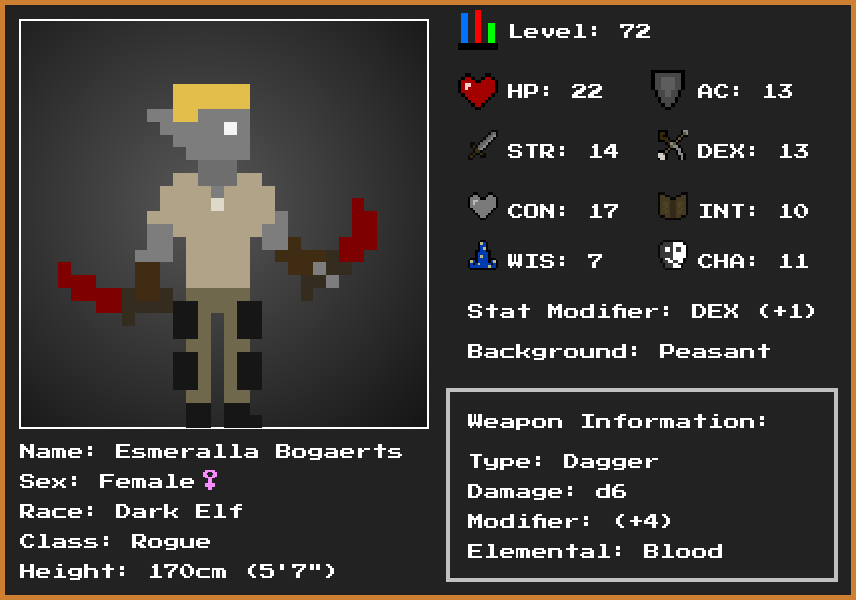 Level: 72
HP: 22
AC: 13
STR: 14
DEX: 13
CON: 17
INT: 10
WIS: 7
CHA: 11
Stat Modifier: DEX (+1)
Background: Peasant
Name: Esmeralla Bogaerts
Sex: Female♀
Race: Dark Elf
Class: Rogue
Height: 170cm (5'7")
Weapon Information:
Type: Dagger
Damage: d6
Modifier: (+4)
Elemental: Blood